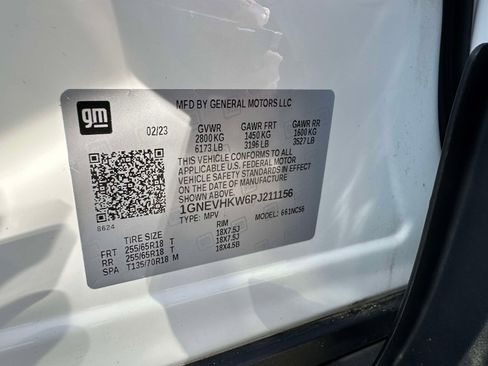 gm
MFD BY GENERAL MOTORS LLC
02/23 GVWR GAWR FRT GAWR RR
2800 KG 1450 KG 1600 KG
6173 LB 3196 LB 3527 LB
THIS VEHICLE CONFORMS TO ALL
APPLICABLE U.S. FEDERAL MOTOR
VEHICLE SAFETY STANDARDS IN EFFECT
ON THE DATE OF MANUFACTURE
SHOWN ABOVE.
1GNEVHKW6PJ211156
8624 TYPE: MPV MODEL: 661NC56
TIRE SIZE RIM
FRT 255/65R18 T 18X7.5J
RR 255/65R18 T 18X7.5J
SPA T135/70R18 M 18X4.5B